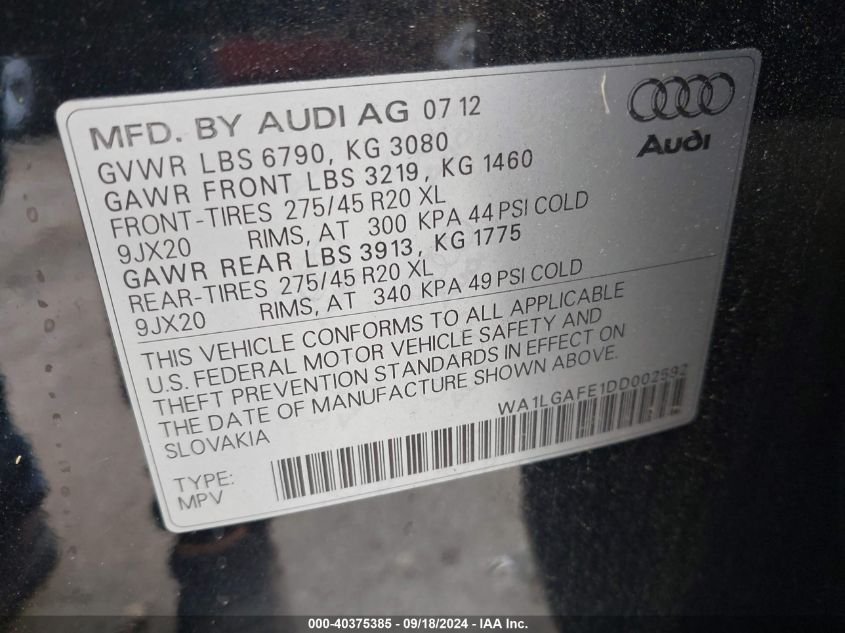 MFD. BY AUDI AG 07 12
Audi
GVWR LBS 6790, KG 3080
GAWR FRONT LBS 3219, KG 1460
FRONT-TIRES 275/45 R20 XL
9JX20 RIMS, AT 300 KPA 44 PSI COLD
GAWR REAR LBS 3913, KG 1775
REAR-TIRES 275/45 R20 XL
9JX20 RIMS, AT 340 KPA 49 PSI COLD
THIS VEHICLE CONFORMS TO ALL APPLICABLE
U.S. FEDERAL MOTOR VEHICLE SAFETY AND
THEFT PREVENTION STANDARDS IN EFFECT ON
THE DATE OF MANUFACTURE SHOWN ABOVE.
SLOVAKIA
WA1LGAFE1DD002592
TYPE:
MPV
000-40375385 - 09/18/2024 - IAA Inc.